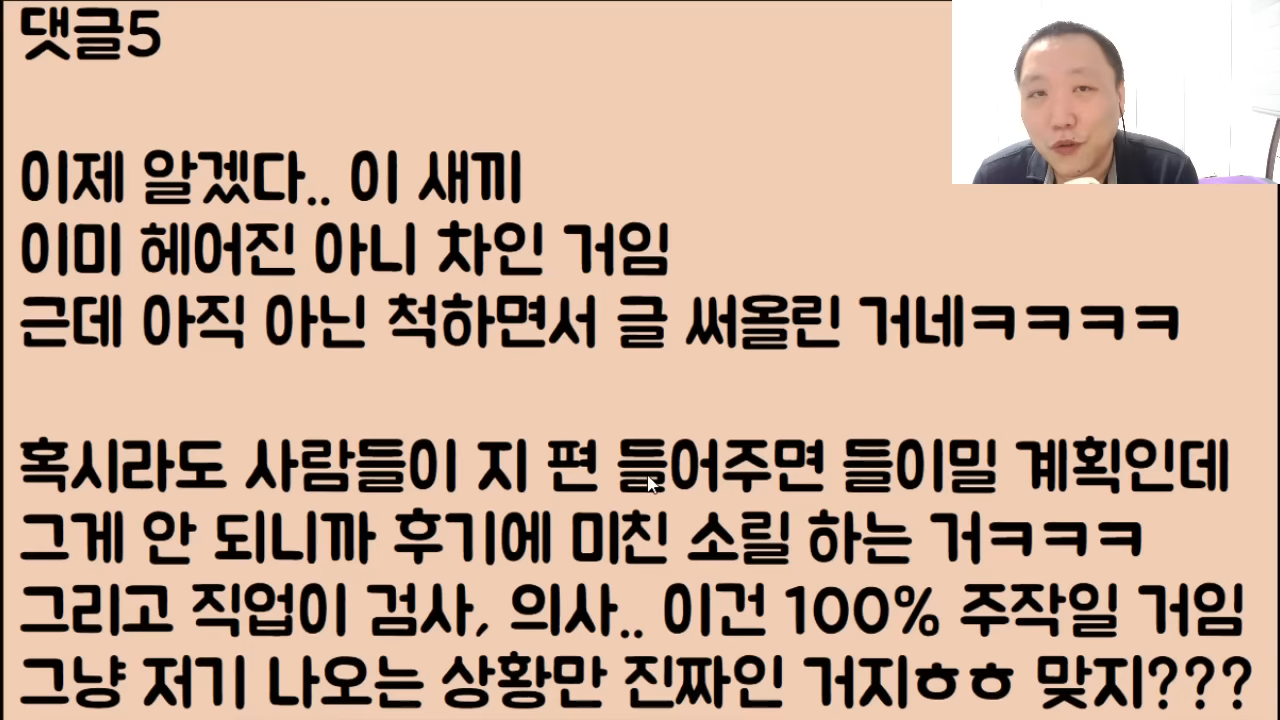 댓글5
이제 알겠다.. 이 새끼
이미 헤어진 아니 차인 거임
근데 아직 아닌 척하면서 글 써올린 거네ㅋㅋㅋㅋ
혹시라도 사람들이 지 편 들어주면 들이밀 계획인데
그게 안 되니까 후기에 미친 소릴 하는 거ㅋㅋㅋ
그리고 직업이 검사, 의사.. 이건 100% 주작일 거임
그냥 저기 나오는 상황만 진짜인 거지ㅎㅎ 맞지???